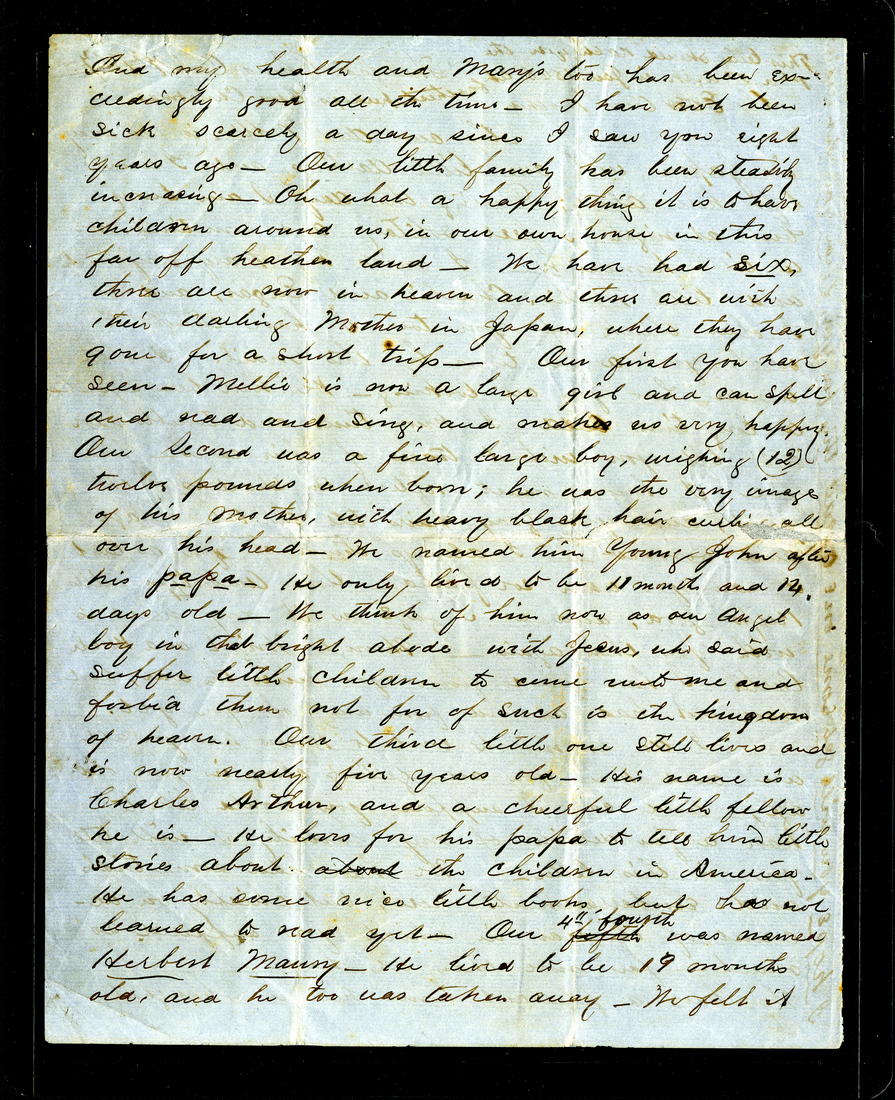 And my health and Mary's too has been ex-
ceedingly good all the time — I have not been
sick scarcely a day since I saw you eight
years ago — Our little family has been steadily
increasing — Oh what a happy thing it is to have
children around us, in our own house in this
far off heathen land — We have had six,
three are now in heaven and three are with
their darling Mother in Japan, where they have
gone for a short trip — Our first you have
seen — Mellie is now a large girl and can spell
and read and sing, and makes us very happy.
Our Second was a fine large boy, weighing (12)
twelve pounds when born; he was the very image
of his Mother, with heavy black hair all
over his head — We named him Young John after
his papa — He only lived to be 11 month and 14
days old — We think of him now as our Angel
boy in that bright abode with Jesus, who said
suffer little children to come unto me and
forbid them not for of such is the kingdom
of heaven. Our third little one still lives and
is now nearly five years old — His name is
Charles Arthur, and a cheerful little fellow
he is — He loves for his papa to tell him little
stories about about the children in America —
He has some nice little books, but has not
learned to read yet — Our fifth 4th, fourth was named
Herbert Maury — He lived to be 19 months
old, and he too was taken away — We felt it